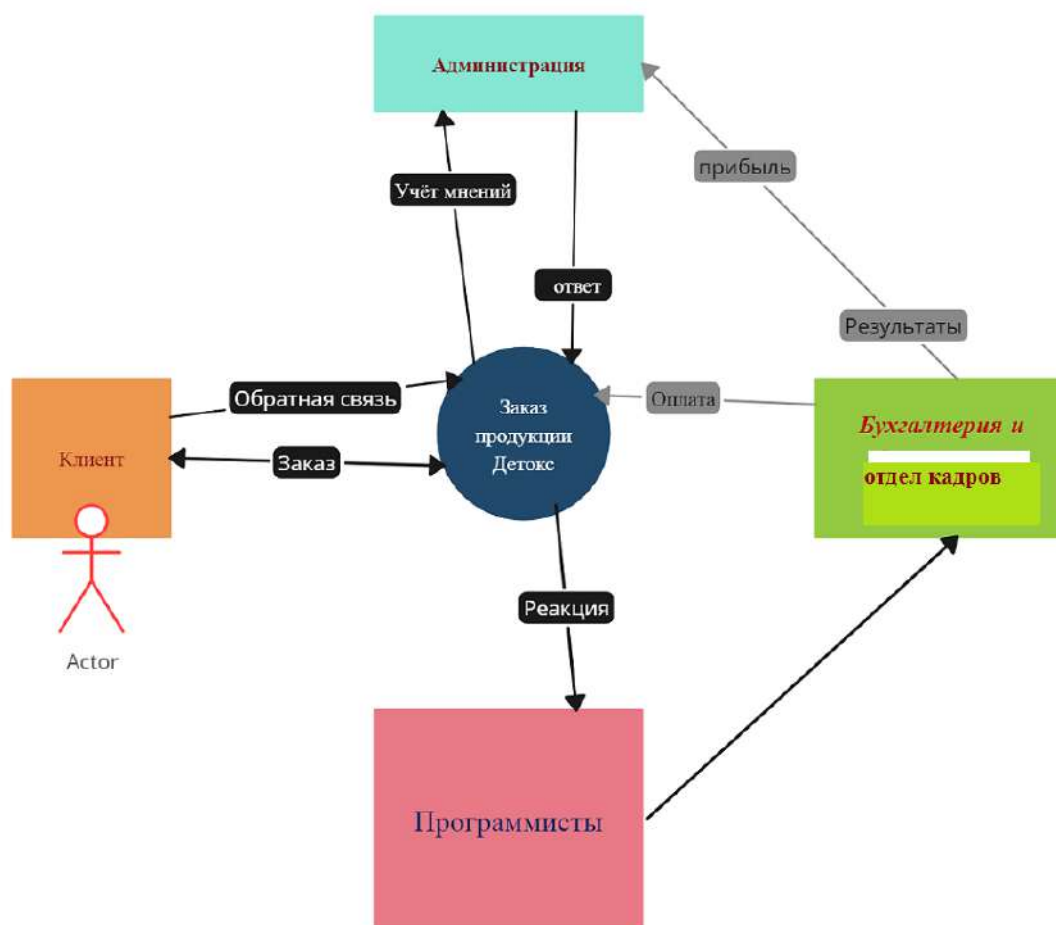 Администрация
прибыль
Учёт мнений
ответ
Результаты
Обратная связь
Оплата
Заказ
продукции
Детокс
Бухгалтерия и
отдел кадров
Клиент
Заказ
Реакция
Actor
Программисты